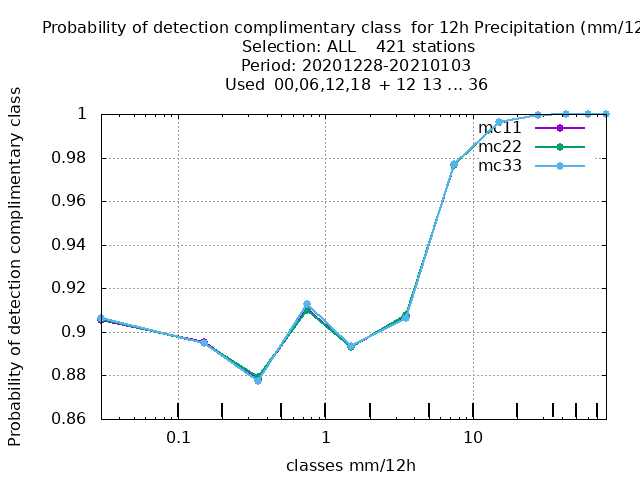 Probability of detection complimentary class for 12h Precipitation (mm/12
Selection: ALL 421 stations
Period: 20201228-20210103
Used 00,06,12,18 + 12 13 ... 36
Probability of detection complimentary class
1
0.98
0.96
0.94
0.92
0.9
0.88
0.86
mc11
mc22
mc33
0.1 1 10
classes mm/12h